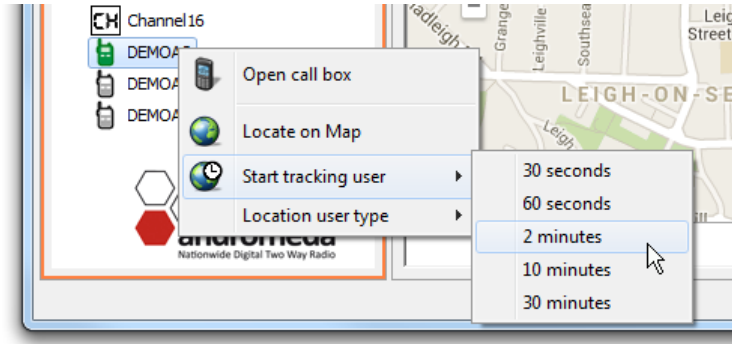 CH Channel16
DEMOA
DEMOA
DEMOA
andromeda
Nationwide Digital Two Way Radio
Open call box
Locate on Map
Start tracking user
Location user type
30 seconds
60 seconds
2 minutes
10 minutes
30 minutes
Grange
Leighville
Southsea
Street
LEIGH-ON-SE
Leigh